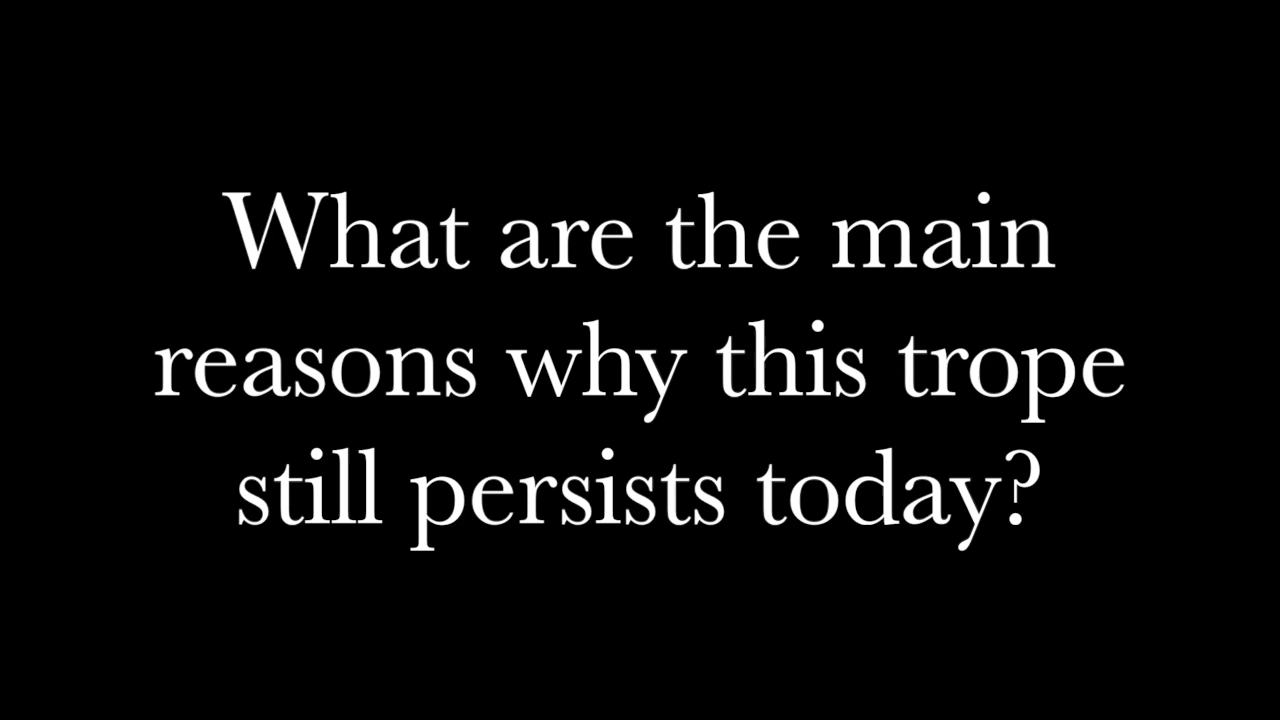 What are the main
reasons why this trope
still persists today?